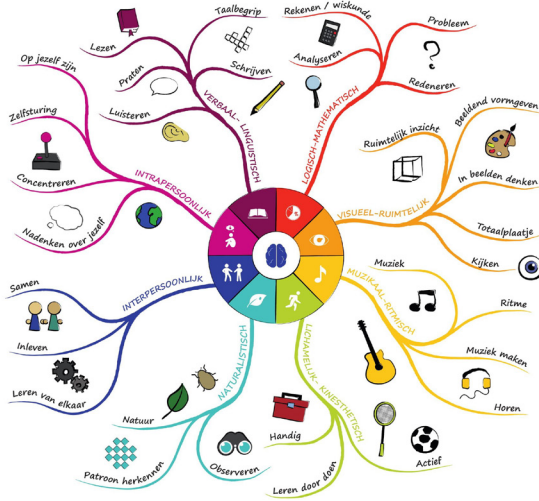 Taalbegrip
Lezen
Praten
Schrijven
Luisteren
VERBAAL- LINGUISTISCH
Rekenen / wiskunde
Probleem
Analyseren
Redeneren
LOGISCH-MATHEMATISCH
Beeldend vormgeven
Ruimtelijk inzicht
In beelden denken
Totaalplaatje
Kijken
VISUEEL-RUIMTELIJK
Muziek
Ritme
Muziek maken
Horen
MUZIKAAL-RITMISCH
Handig
Actief
Leren door doen
LICHAMELIJK- KINESTHETISCH
Natuur
Observeren
Patroon herkennen
NATURALISTISCH
Samen
Inleven
Leren van elkaar
INTERPERSOONLIJK
Op jezelf zijn
Zelfsturing
Concentreren
Nadenken over jezelf
INTRAPERSOONLIJK